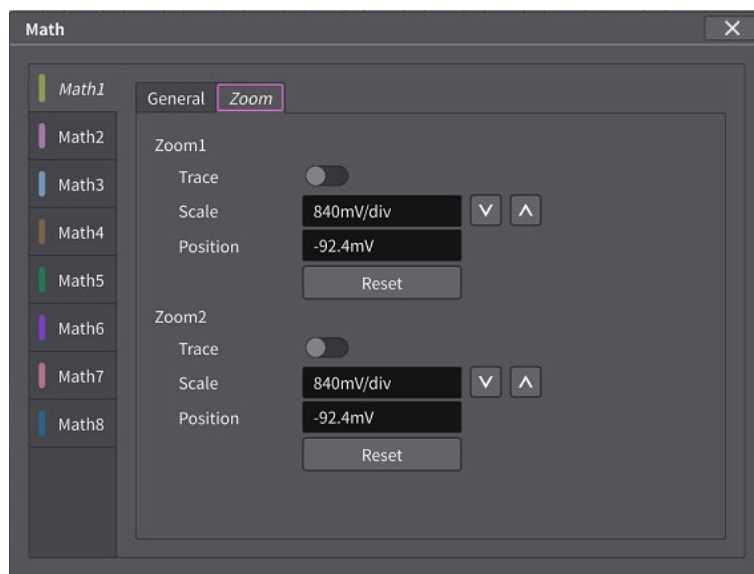 Math
Math1
Math2
Math3
Math4
Math5
Math6
Math7
Math8
General Zoom
Zoom1
Trace
Scale 840mV/div
Position -92.4mV
Reset
Zoom2
Trace
Scale 840mV/div
Position -92.4mV
Reset